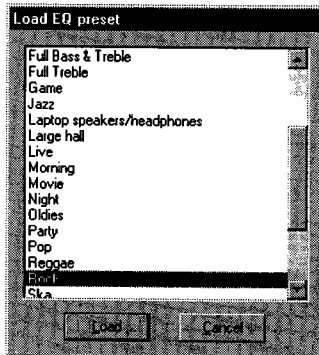 Load EQ preset
Full Bass & Treble
Full Treble
Game
Jazz
Laptop speakers/headphones
Large hall
Live
Morning
Movie
Night
Oldies
Party
Pop
Reggae
Rock
Ska
Load
Cancel